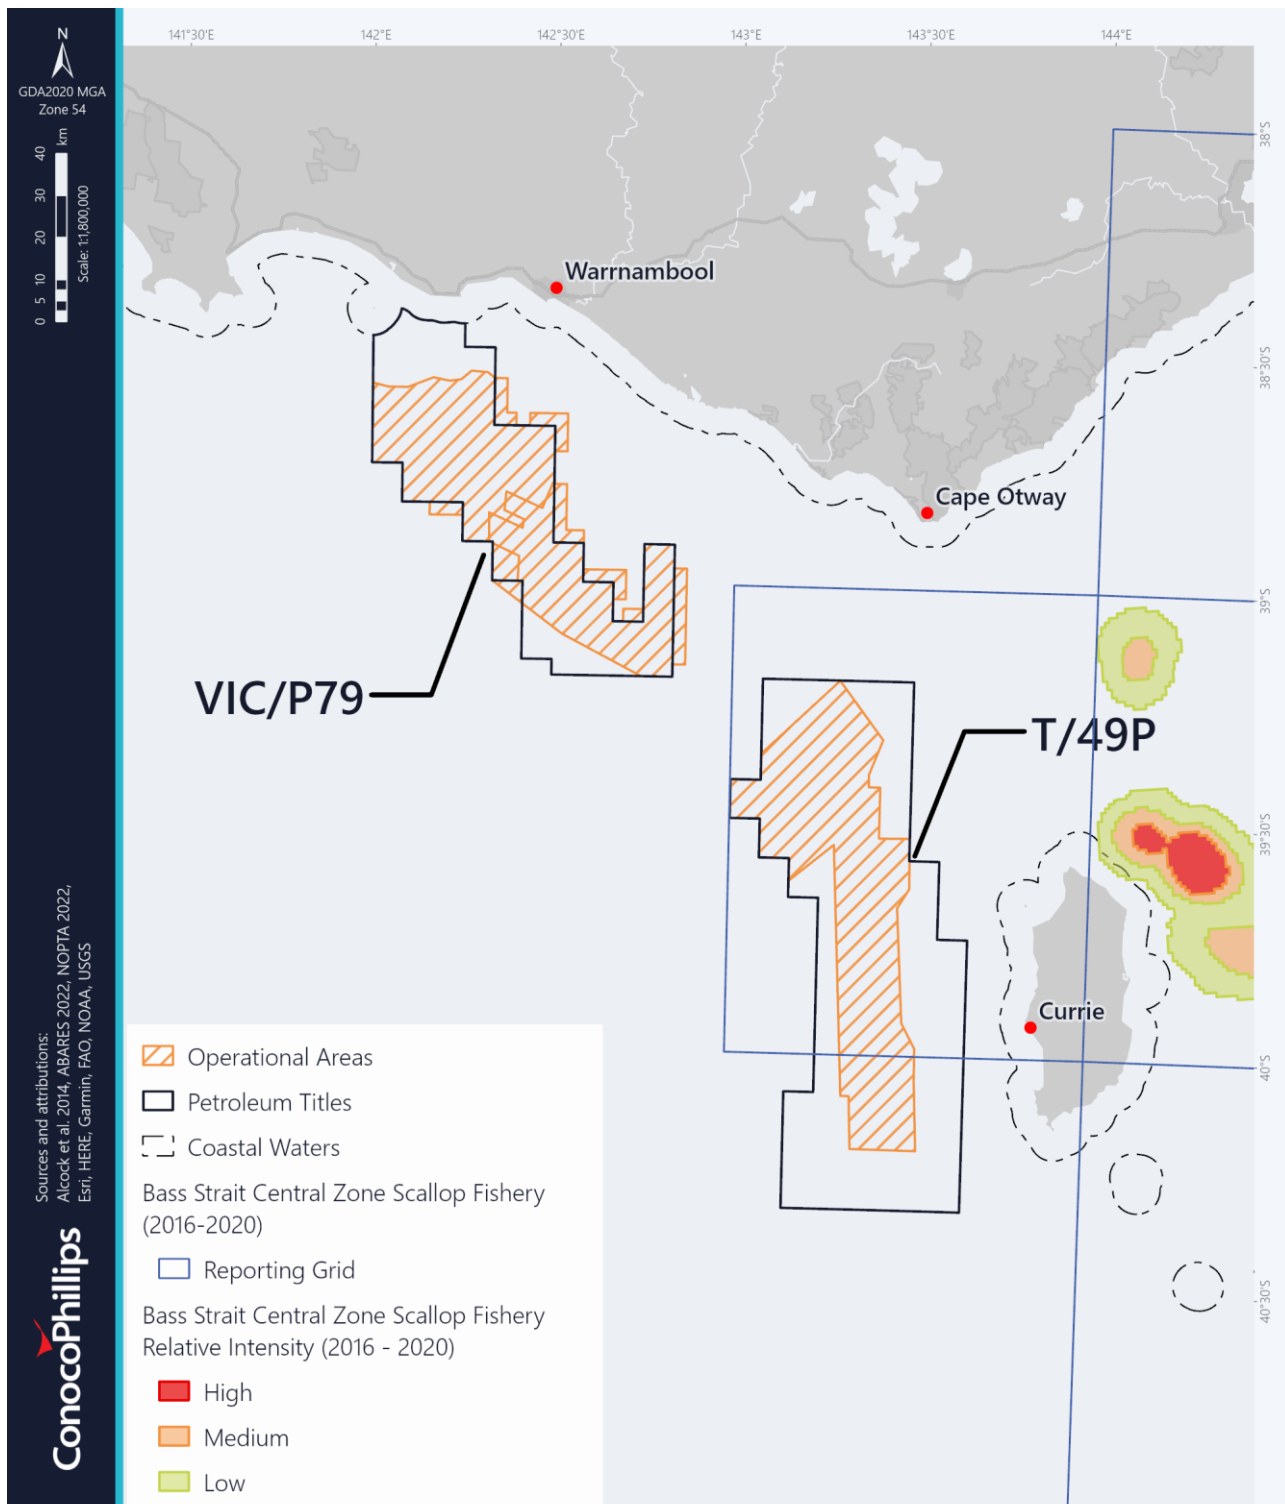 141°30'E
142°E
142°30'E
143°E
143°30'E
144°E
N
GDA2020 MGA
Zone 54
km
40
30
20
10
5
0
Scale: 1:1,800,000
38°S
38°30'S
39°S
39°30'S
40°S
40°30'S
Warrnambool
Cape Otway
VIC/P79
T/49P
Currie
Operational Areas
Petroleum Titles
Coastal Waters
Bass Strait Central Zone Scallop Fishery
(2016-2020)
Reporting Grid
Bass Strait Central Zone Scallop Fishery
Relative Intensity (2016 - 2020)
High
Medium
Low
Sources and attributions:
Alcock et al. 2014, ABARES 2022, NOPTA 2022,
Esri, HERE, Garmin, FAO, NOAA, USGS
ConocoPhillips